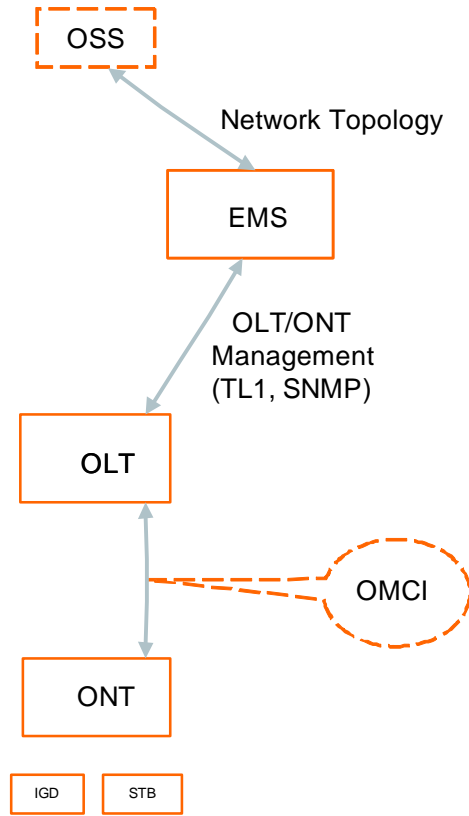 OSS
Network Topology
EMS
OLT/ONT
Management
(TL1, SNMP)
OLT
OMCI
ONT
IGD
STB